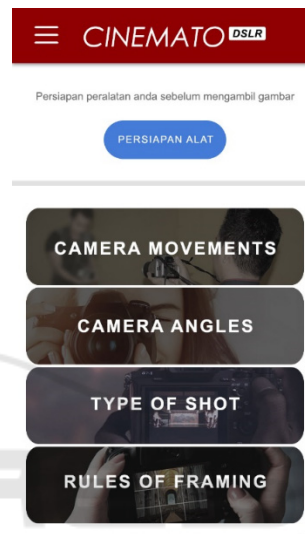 CINEMATO DSLR
Persiapan peralatan anda sebelum mengambil gambar
PERSIAPAN ALAT
CAMERA MOVEMENTS
CAMERA ANGLES
TYPE OF SHOT
RULES OF FRAMING